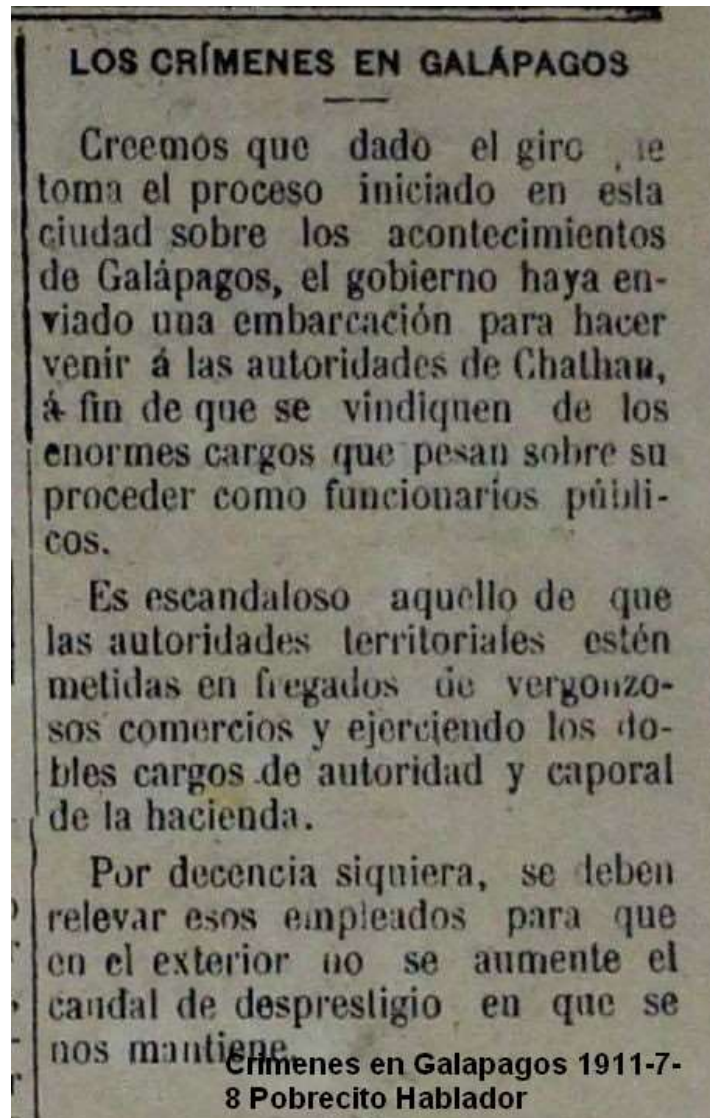 LOS CRÍMENES EN GALÁPAGOS
Creemos que dado el giro
toma el proceso iniciado en esta
ciudad sobre los acontecimientos
de Galápagos, el gobierno haya en-
viado una embarcación para hacer
venir á las autoridades de Chathan,
á fin de que se vindiquen de los
enormes cargos que pesan sobre su
proceder como funcionarios públi-
cos.
Es escandaloso aquello de que
las autoridades territoriales estén
metidas en fregados de vergonzo-
sos comercios y ejerciendo los do-
bles cargos de autoridad y caporal
de la hacienda.
Por decencia siquiera, se deben
relevar esos empleados para que
en el exterior no se aumente el
caudal de desprestigio en que se
nos mantiene.
Crimenes en Galapagos 1911-7-
8 Pobrecito Hablador